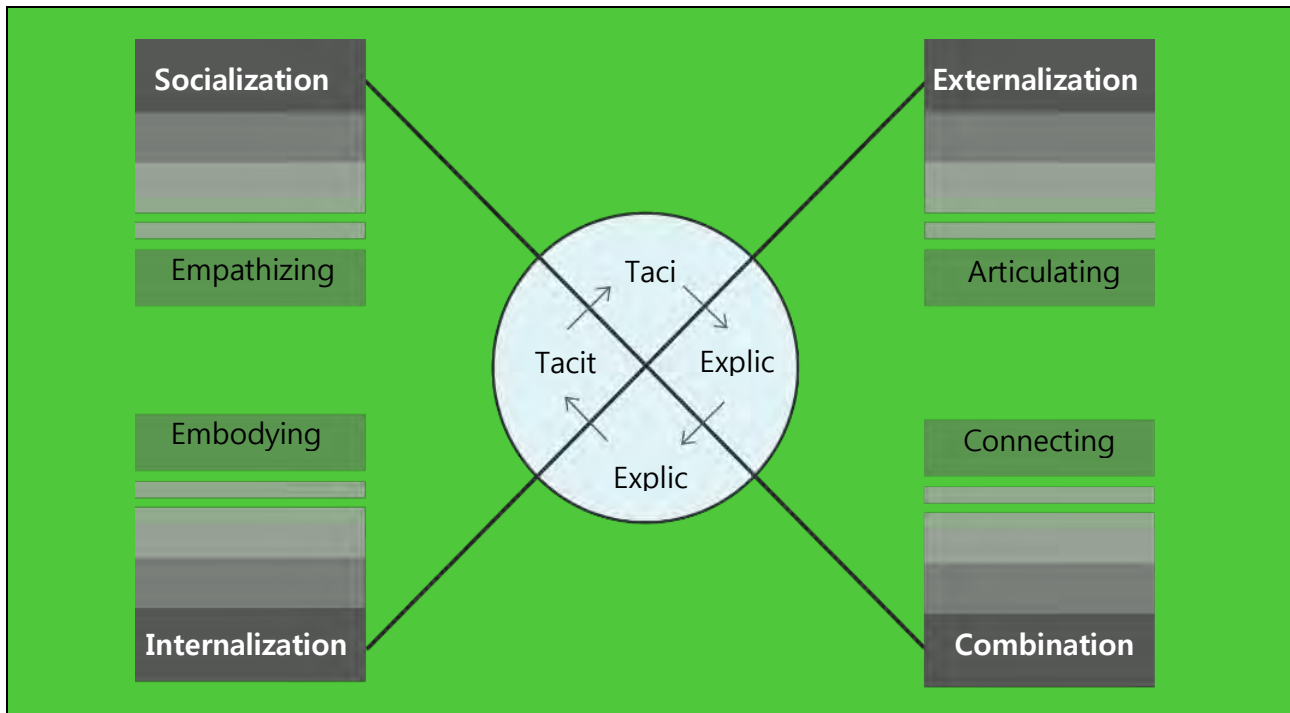 Socialization
Externalization
Empathizing
Articulating
Taci
Tacit
Explic
Explic
Embodying
Connecting
Internalization
Combination